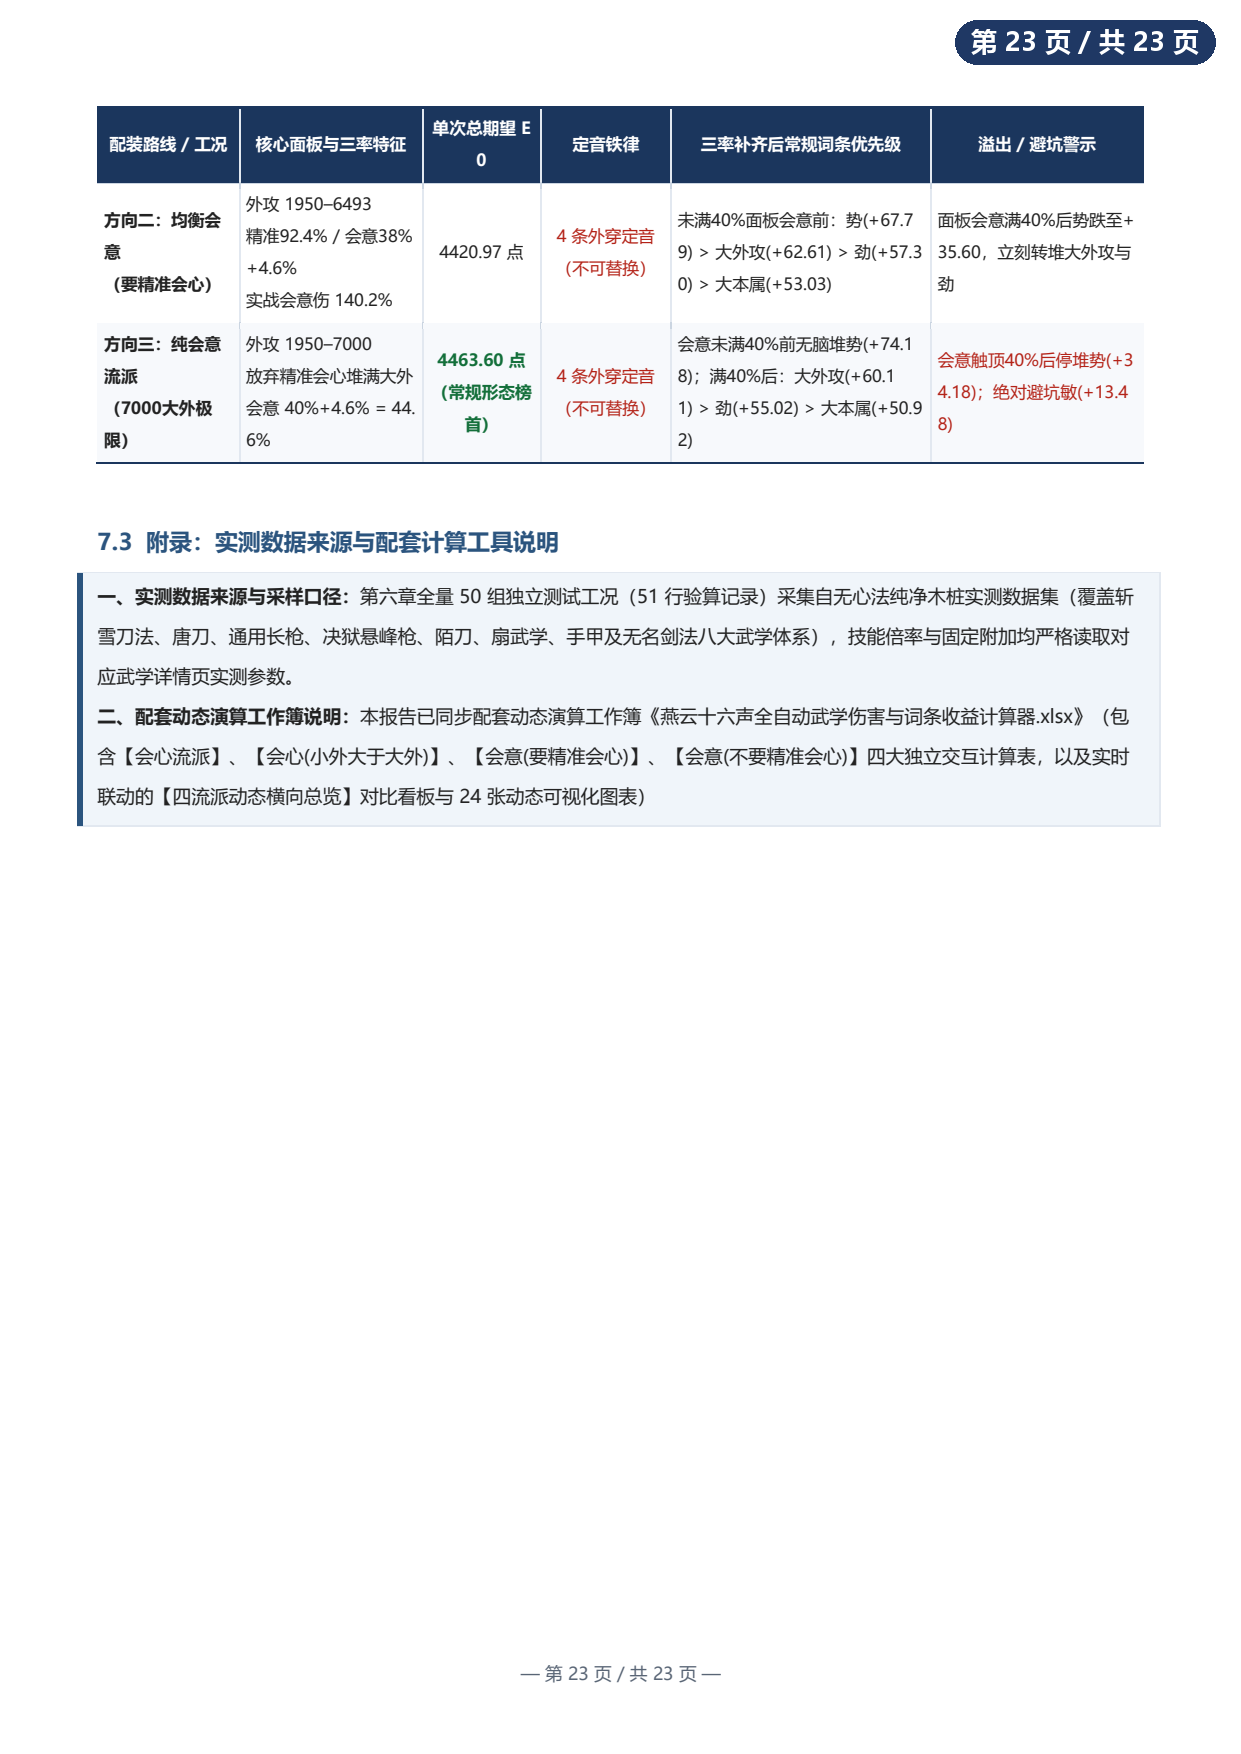 第 23 页 / 共 23 页
配装路线 / 工况
核心面板与三率特征
单次总期望 E
0
定音铁律
三率补齐后常规词条优先级
溢出 / 避坑警示
方向二：均衡会
意
（要精准会心）
外攻 1950–6493
精准92.4% / 会意38%
+4.6%
实战会意伤 140.2%
4420.97 点
4 条外穿定音
（不可替换）
未满40%面板会意前：势(+67.7
9) > 大外攻(+62.61) > 劲(+57.3
0) > 大本属(+53.03)
面板会意满40%后势跌至+
35.60，立刻转堆大外攻与
劲
方向三：纯会意
流派
（7000大外极
限）
外攻 1950–7000
放弃精准会心堆满大外
会意 40%+4.6% = 44.
6%
4463.60 点
（常规形态榜
首）
4 条外穿定音
（不可替换）
会意未满40%前无脑堆势(+74.1
8)；满40%后：大外攻(+60.1
1) > 劲(+55.02) > 大本属(+50.9
2)
会意触顶40%后停堆势(+3
4.18)；绝对避坑敏(+13.4
8)
7.3 附录：实测数据来源与配套计算工具说明
一、实测数据来源与采样口径：第六章全量 50 组独立测试工况（51 行验算记录）采集自无心法纯净木桩实测数据集（覆盖斩
雪刀法、唐刀、通用长枪、决狱悬峰枪、陌刀、扇武学、手甲及无名剑法八大武学体系），技能倍率与固定附加均严格读取对
应武学详情页实测参数。
二、配套动态演算工作簿说明：本报告已同步配套动态演算工作簿《燕云十六声全自动武学伤害与词条收益计算器.xlsx》（包
含【会心流派】、【会心(小外大于大外)】、【会意(要精准会心)】、【会意(不要精准会心)】四大独立交互计算表，以及实时
联动的【四流派动态横向总览】对比看板与 24 张动态可视化图表）
— 第 23 页 / 共 23 页 —